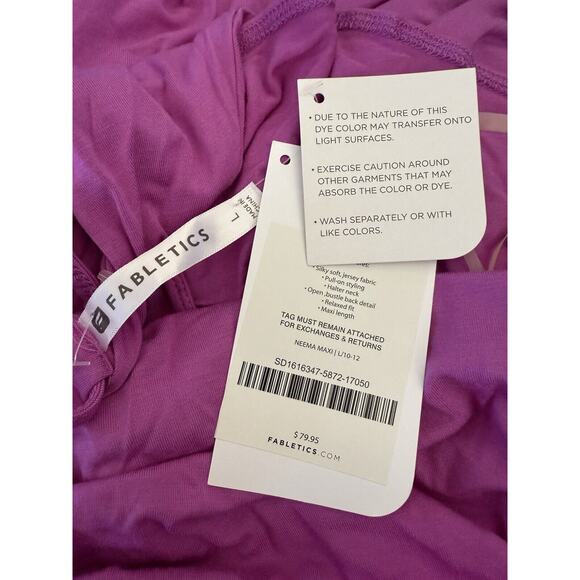 • DUE TO THE NATURE OF THIS
DYE COLOR MAY TRANSFER ONTO
LIGHT SURFACES.
• EXERCISE CAUTION AROUND
OTHER GARMENTS THAT MAY
ABSORB THE COLOR OR DYE.
• WASH SEPARATELY OR WITH
LIKE COLORS.
FABLETICS
L
MADE IN
CHINA
• Silky soft, jersey fabric
• Pull-on styling
• Halter neck
• Open ,bustle back detail
• Relaxed fit
• Maxi length
TAG MUST REMAIN ATTACHED
FOR EXCHANGES & RETURNS
NEEMA MAXI | L/10-12
SD1616347-5872-17050
$ 79.95
FABLETICS.COM